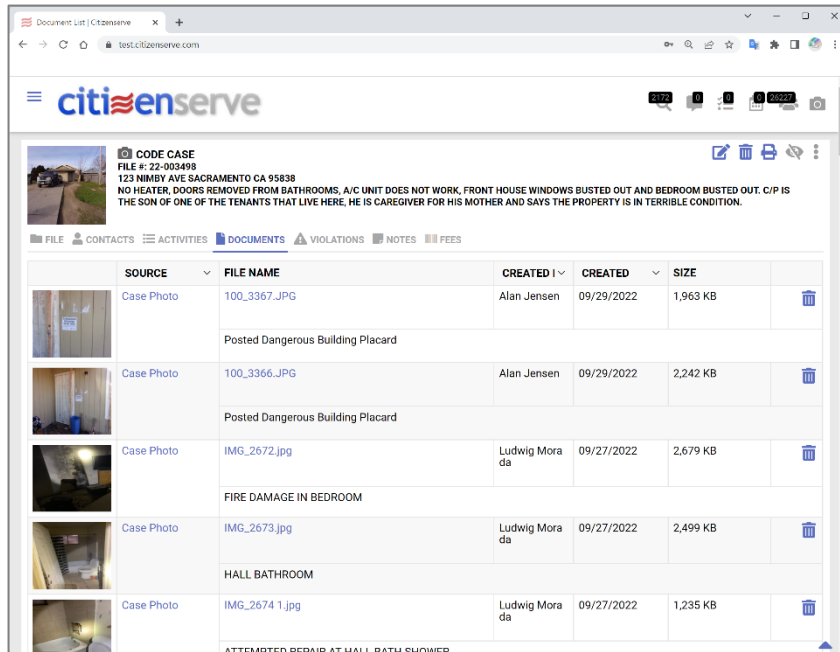 Document List | Citizenserve
test.citizenserve.com
citizenserve
2172 0 0 0 26227
CODE CASE
FILE #: 22-003498
123 NIMBY AVE SACRAMENTO CA 95838
NO HEATER, DOORS REMOVED FROM BATHROOMS, A/C UNIT DOES NOT WORK, FRONT HOUSE WINDOWS BUSTED OUT AND BEDROOM BUSTED OUT. C/P IS
THE SON OF ONE OF THE TENANTS THAT LIVE HERE, HE IS CAREGIVER FOR HIS MOTHER AND SAYS THE PROPERTY IS IN TERRIBLE CONDITION.
FILE CONTACTS ACTIVITIES DOCUMENTS VIOLATIONS NOTES FEES
SOURCE FILE NAME CREATED I CREATED SIZE
Case Photo 100_3367.JPG Alan Jensen 09/29/2022 1,963 KB
Posted Dangerous Building Placard
Case Photo 100_3366.JPG Alan Jensen 09/29/2022 2,242 KB
Posted Dangerous Building Placard
Case Photo IMG_2672.jpg Ludwig Mora 09/27/2022 2,679 KB
da
FIRE DAMAGE IN BEDROOM
Case Photo IMG_2673.jpg Ludwig Mora 09/27/2022 2,499 KB
da
HALL BATHROOM
Case Photo IMG_2674 1.jpg Ludwig Mora 09/27/2022 1,235 KB
da
ATTEMPTED REPAIR AT HALL BATH SHOWER